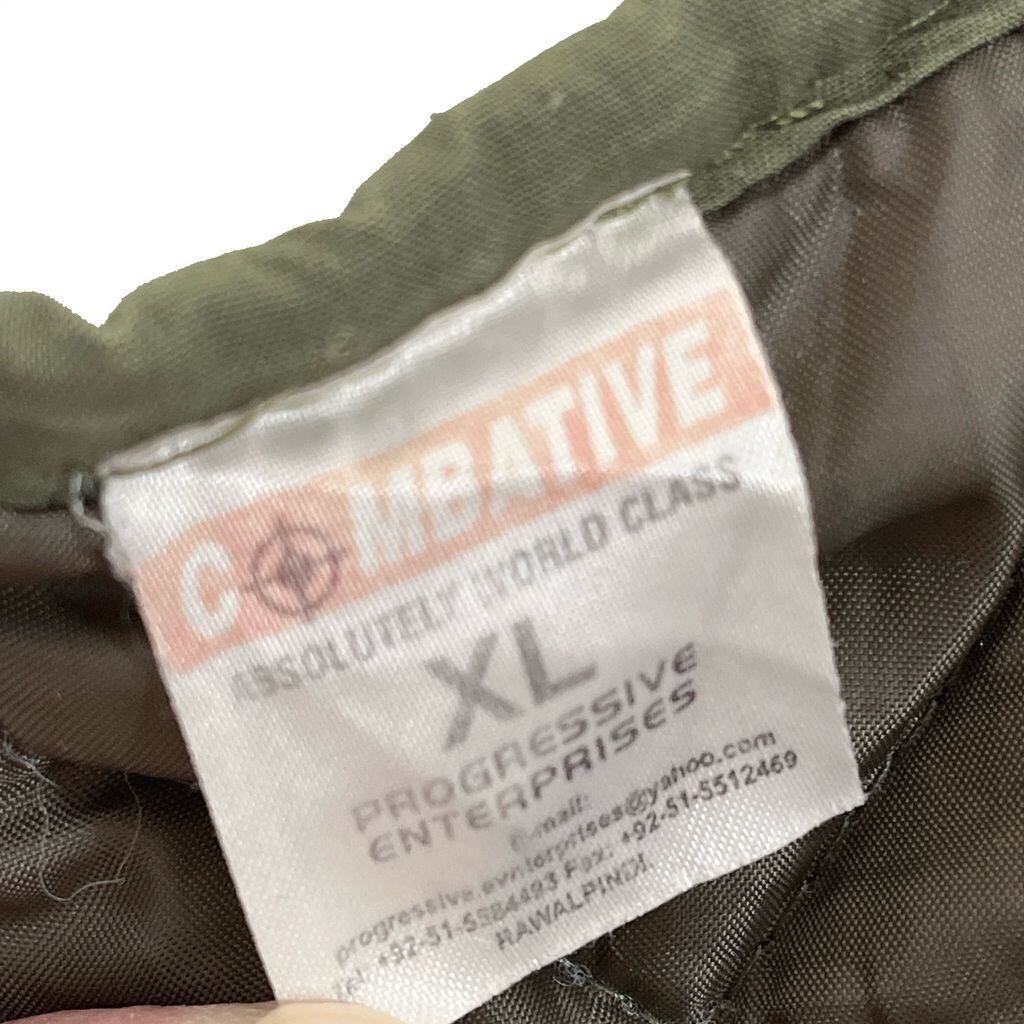 COMBATIVE
ABSOLUTELY WORLD CLASS
XL
PROGRESSIVE
ENTERPRISES
E-mail:
progressive.eynterprises@yahoo.com
Tel: +92-51-5584493 Fax: +92-51-5512469
RAWALPINDI.